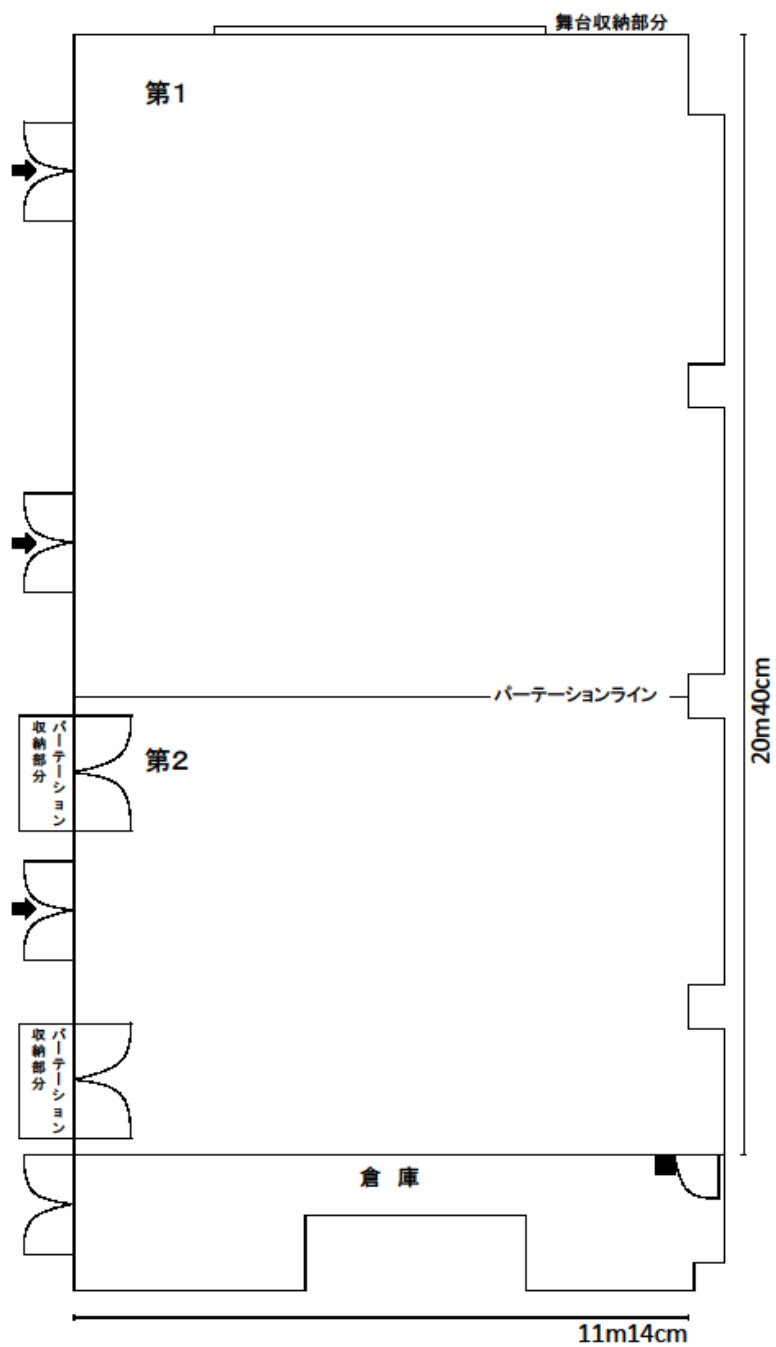 舞台収納部分
第1
パーテーションライン
20m40cm
第2
パーテーション
収納部分
パーテーション
収納部分
倉 庫
11m14cm